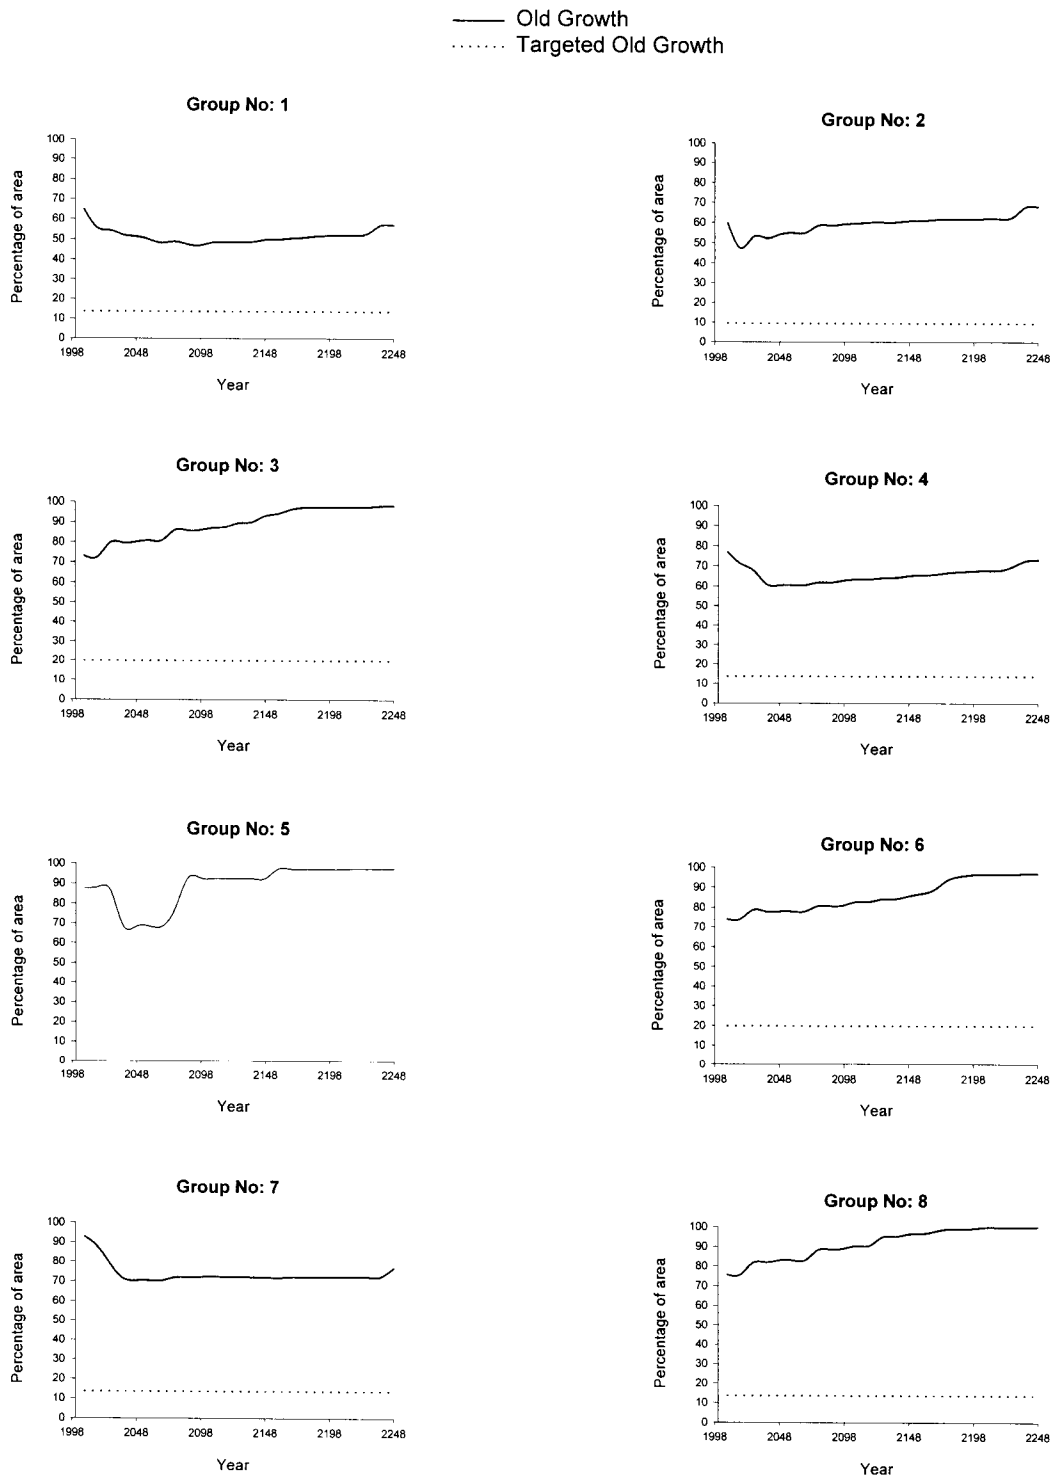 Old Growth
Targeted Old Growth
Group No: 1
100
90
80
70
60
50
40
30
20
10
0
Percentage of area
1998 2048 2098 2148 2198 2248
Year
Group No: 2
100
90
80
70
60
50
40
30
20
10
0
Percentage of area
1998 2048 2098 2148 2198 2248
Year
Group No: 3
100
90
80
70
60
50
40
30
20
10
0
Percentage of area
1998 2048 2098 2148 2198 2248
Year
Group No: 4
100
90
80
70
60
50
40
30
20
10
0
Percentage of area
1998 2048 2098 2148 2198 2248
Year
Group No: 5
100
90
80
70
60
50
40
30
20
10
0
Percentage of area
1998 2048 2098 2148 2198 2248
Year
Group No: 6
100
90
80
70
60
50
40
30
20
10
0
Percentage of area
1998 2048 2098 2148 2198 2248
Year
Group No: 7
100
90
80
70
60
50
40
30
20
10
0
Percentage of area
1998 2048 2098 2148 2198 2248
Year
Group No: 8
100
90
80
70
60
50
40
30
20
10
0
Percentage of area
1998 2048 2098 2148 2198 2248
Year